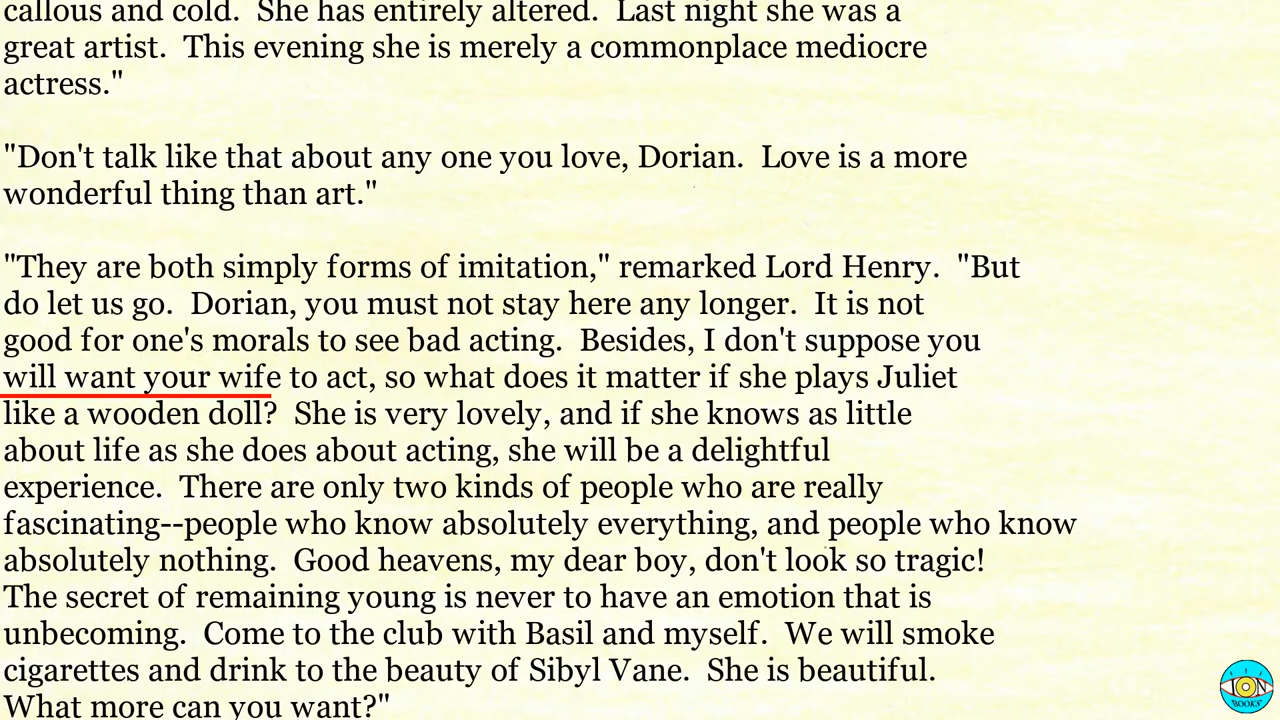 callous and cold.  She has entirely altered.  Last night she was a
great artist.  This evening she is merely a commonplace mediocre
actress."
"Don't talk like that about any one you love, Dorian.  Love is a more
wonderful thing than art."
"They are both simply forms of imitation," remarked Lord Henry.  "But
do let us go.  Dorian, you must not stay here any longer.  It is not
good for one's morals to see bad acting.  Besides, I don't suppose you
will want your wife to act, so what does it matter if she plays Juliet
like a wooden doll?  She is very lovely, and if she knows as little
about life as she does about acting, she will be a delightful
experience.  There are only two kinds of people who are really
fascinating--people who know absolutely everything, and people who know
absolutely nothing.  Good heavens, my dear boy, don't look so tragic!
The secret of remaining young is never to have an emotion that is
unbecoming.  Come to the club with Basil and myself.  We will smoke
cigarettes and drink to the beauty of Sibyl Vane.  She is beautiful.
What more can you want?"
ION
BOOKS